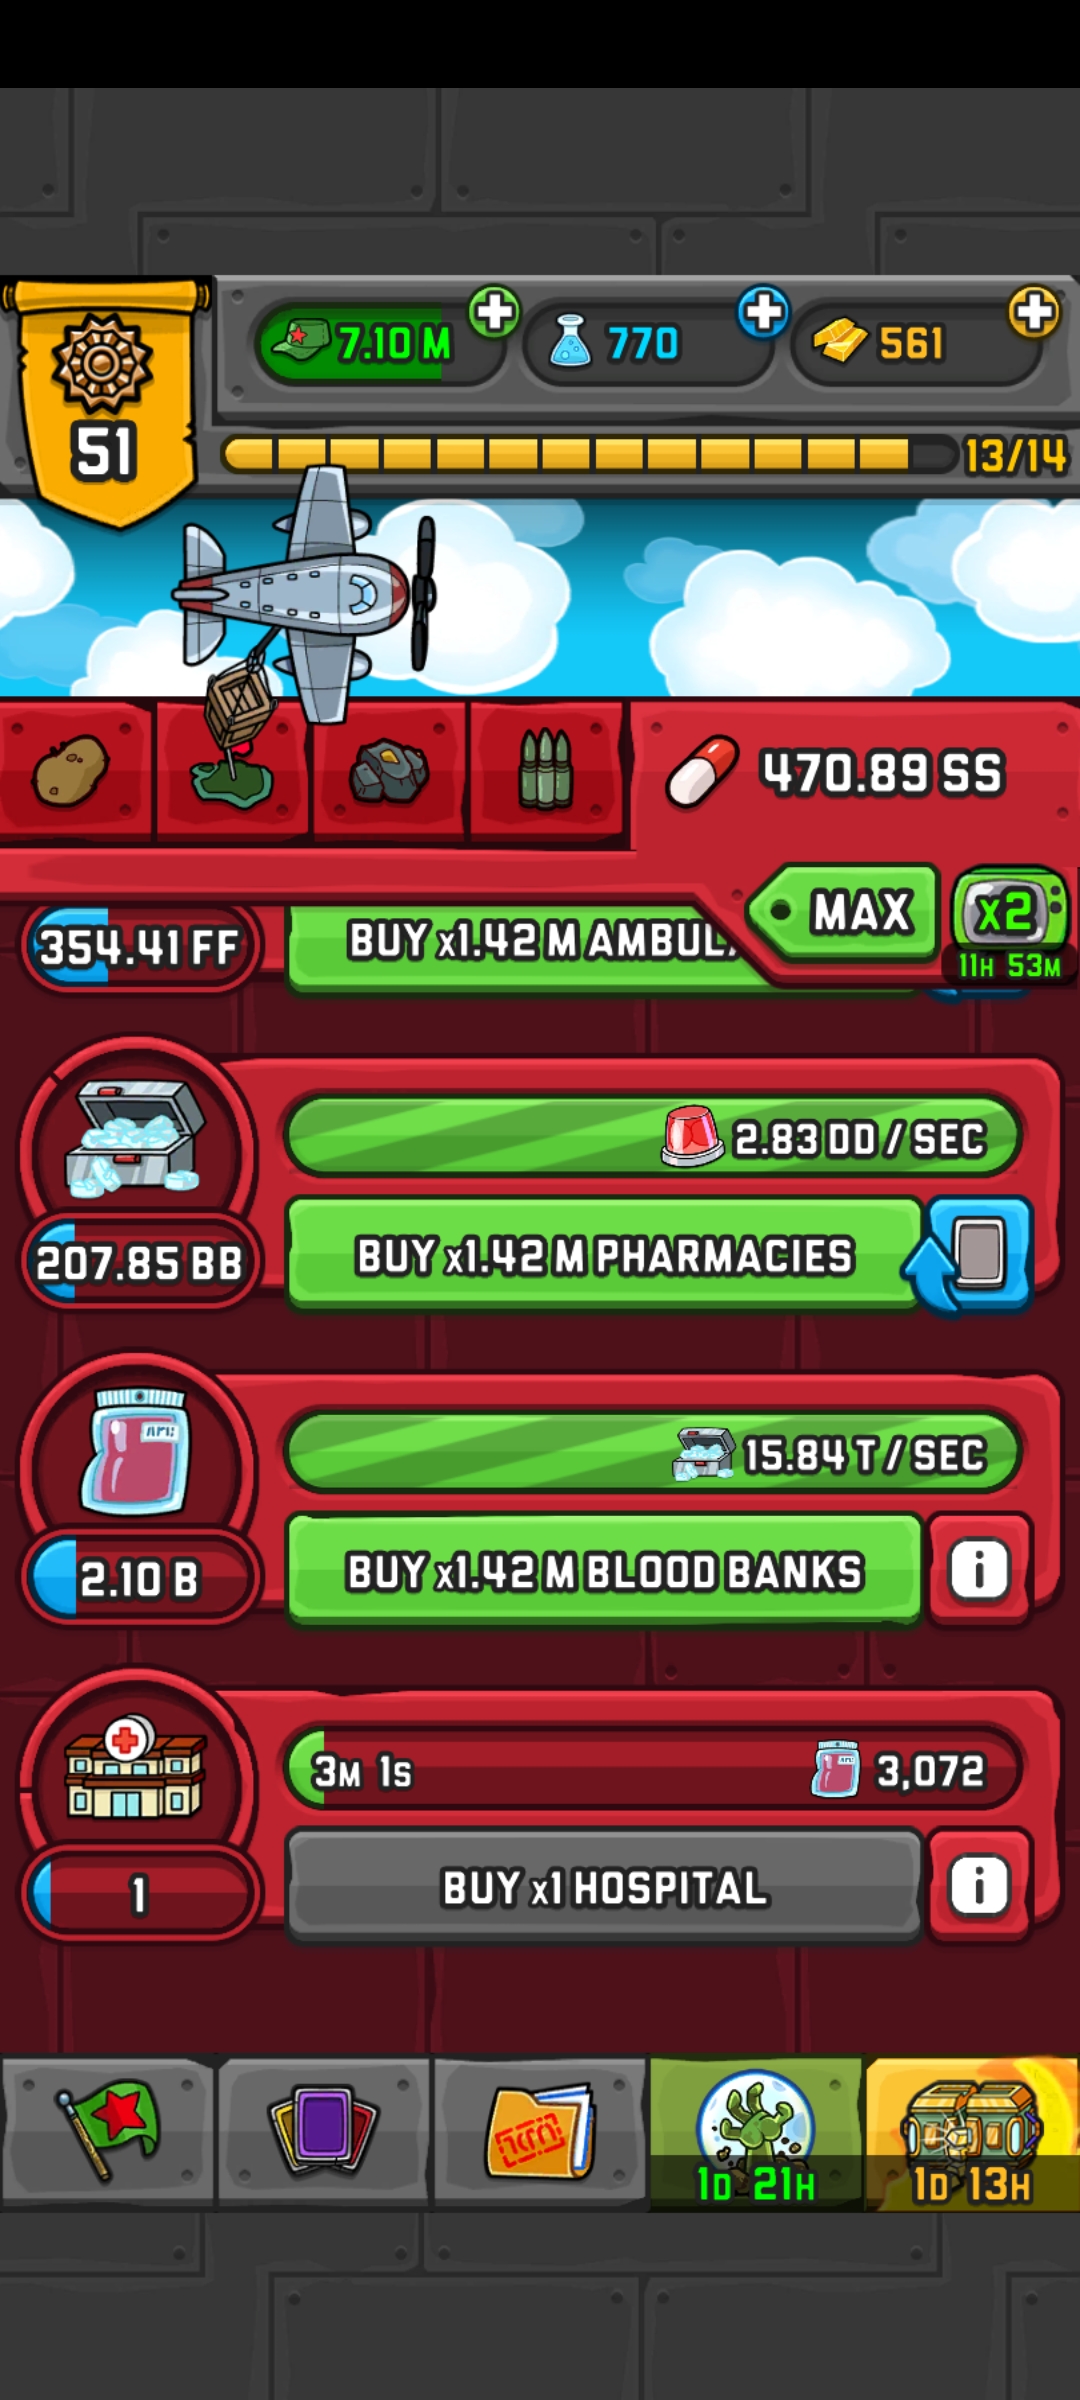 7.10 M
770
561
51
13/14
470.89 SS
MAX
x2
11H 53M
354.41 FF
BUY x1.42 M AMBUL
2.83 DD / SEC
207.85 BB
BUY x1.42 M PHARMACIES
15.84 T / SEC
2.10 B
BUY x1.42 M BLOOD BANKS
i
3M 1S
3,072
1
BUY x1 HOSPITAL
i
1D 21H
1D 13H